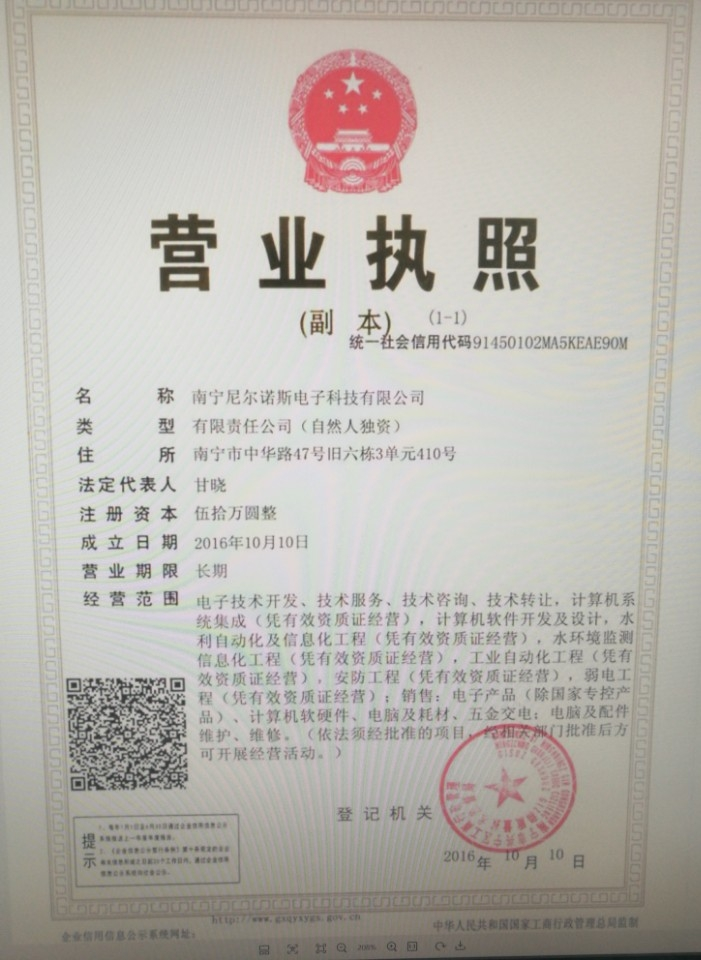 营业执照
(副 本) (1-1)
统一社会信用代码91450102MA5KEAE90M
名 称 南宁尼尔诺斯电子科技有限公司
类 型 有限责任公司（自然人独资）
住 所 南宁市中华路47号旧六栋3单元410号
法定代表人 甘晓
注册资本 伍拾万圆整
成立日期 2016年10月10日
营业期限 长期
经营范围 电子技术开发、技术服务、技术咨询、技术转让，计算机系
统集成（凭有效资质证经营），计算机软件开发及设计，水
利自动化及信息化工程（凭有效资质证经营），水环境监测
信息化工程（凭有效资质证经营），工业自动化工程（凭有
效资质证经营），安防工程（凭有效资质证经营），弱电工
程（凭有效资质证经营）；销售：电子产品（除国家专控产
品）、计算机软硬件、电脑及耗材、五金交电；电脑及配件
维护、维修。（依法须经批准的项目，经相关部门批准后方
可开展经营活动。）
登记机关
2016年 10月 10日
提示
http://www.gxqyxygs.gov.cn
企业信用信息公示系统网址：
中华人民共和国国家工商行政管理总局监制